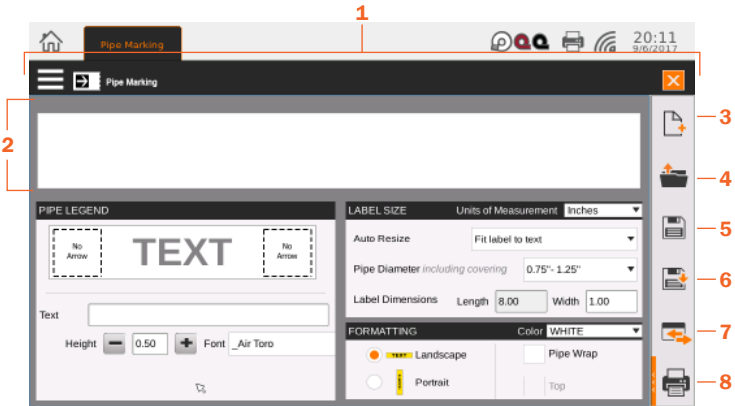 1
Pipe Marking
20:11
9/6/2017
Pipe Marking
2
3
4
5
6
7
8
PIPE LEGEND
No
Arrow
TEXT
No
Arrow
Text
Height 0.50 Font _Air Toro
LABEL SIZE Units of Measurement Inches
Auto Resize Fit label to text
Pipe Diameter including covering 0.75"- 1.25"
Label Dimensions Length 8.00 Width 1.00
FORMATTING Color WHITE
TEXT Landscape Pipe Wrap
Portrait Top